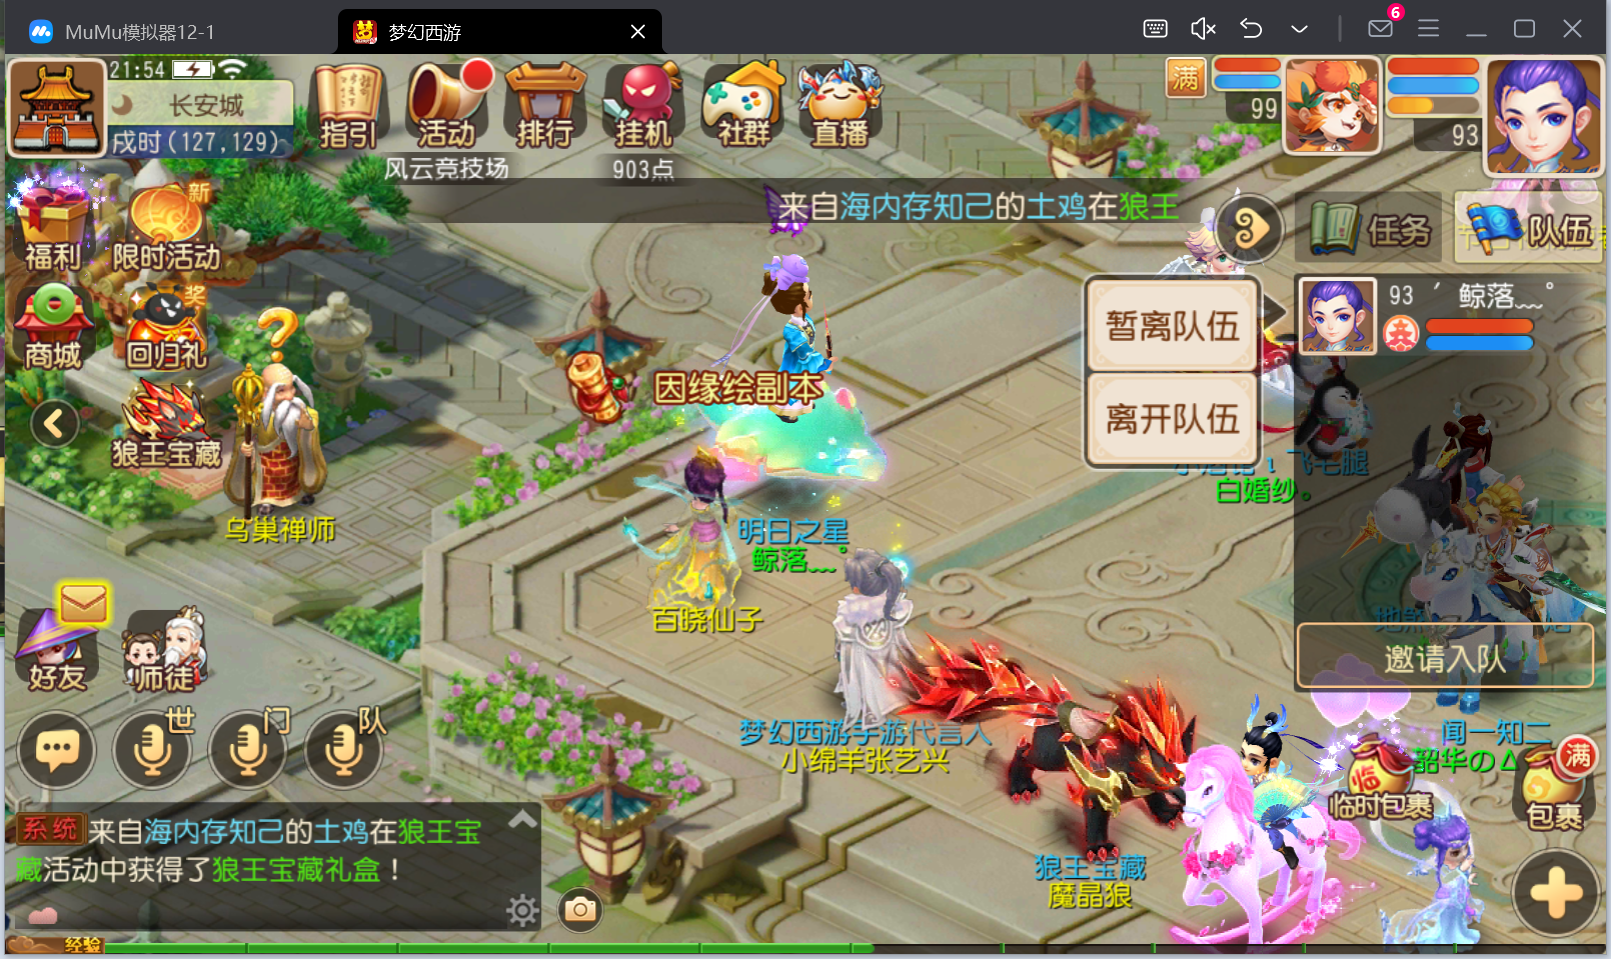 MuMu模拟器12-1
梦幻西游
6
21:54
长安城
戌时(127,129)
指引
活动
排行
挂机
社群
直播
风云竞技场
903点
满
99
93
来自海内存知己的土鸡在狼王
任务
队伍
新
福利
限时活动
奖
商城
回归礼
狼王宝藏
暂离队伍
离开队伍
93
鲸落﹏°
因缘绘副本
乌巢禅师
白婚纱。
明日之星
鲸落﹏°
百晓仙子
邀请入队
好友
师徒
世
门
队
梦幻西游手游代言人
小绵羊张艺兴
闻一知二
韶华のΔ
满
临
临时包裹
包裹
狼王宝藏
魔晶狼
系统 来自海内存知己的土鸡在狼王宝
藏活动中获得了狼王宝藏礼盒！
经验